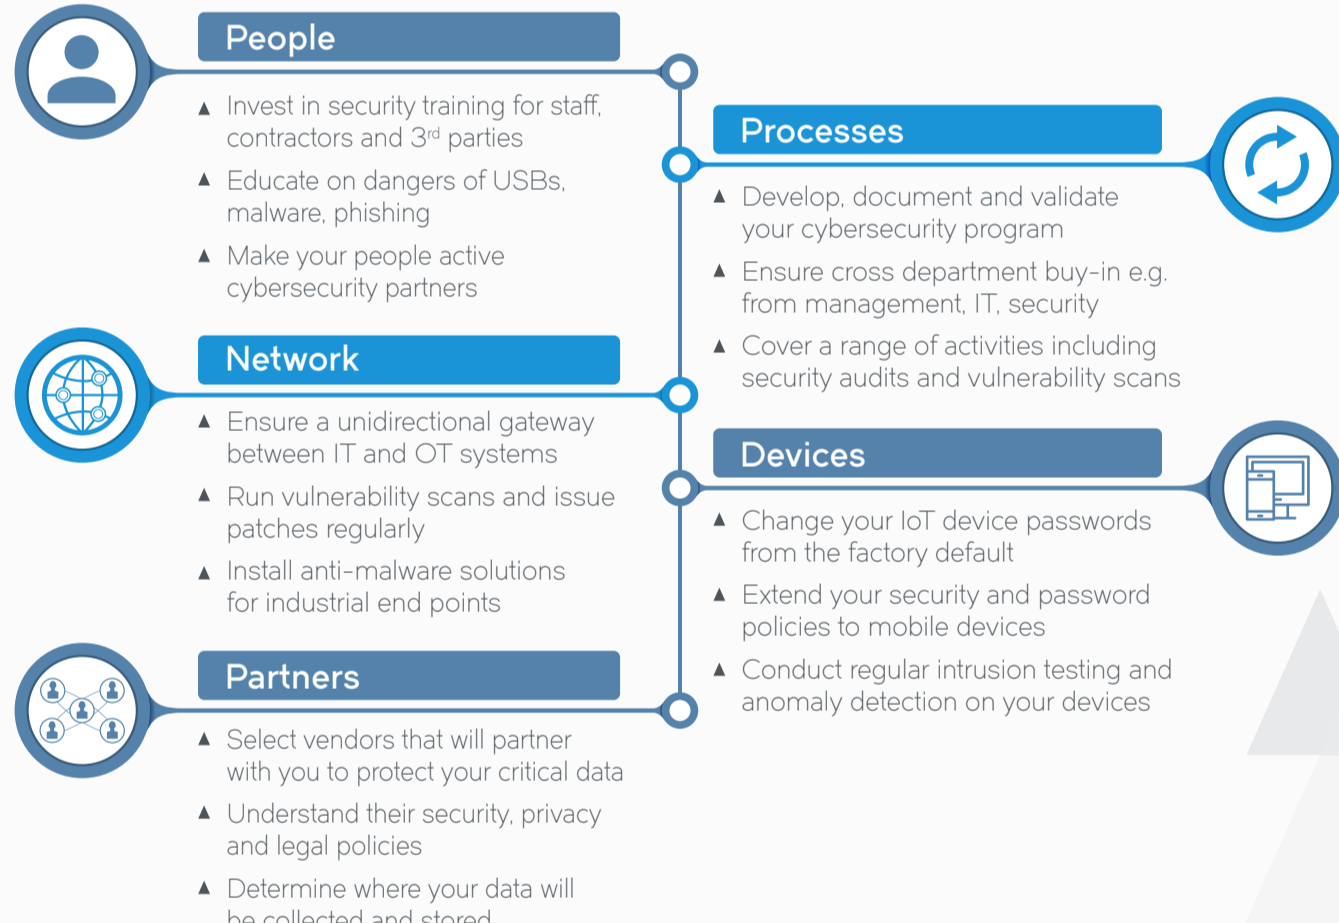 People
Invest in security training for staff,
contractors and 3rd parties
Educate on dangers of USBs,
malware, phishing
Make your people active
cybersecurity partners
Processes
Develop, document and validate
your cybersecurity program
Ensure cross department buy-in e.g.
from management, IT, security
Cover a range of activities including
security audits and vulnerability scans
Network
Ensure a unidirectional gateway
between IT and OT systems
Run vulnerability scans and issue
patches regularly
Install anti-malware solutions
for industrial end points
Devices
Change your IoT device passwords
from the factory default
Extend your security and password
policies to mobile devices
Conduct regular intrusion testing and
anomaly detection on your devices
Partners
Select vendors that will partner
with you to protect your critical data
Understand their security, privacy
and legal policies
Determine where your data will
be collected and stored